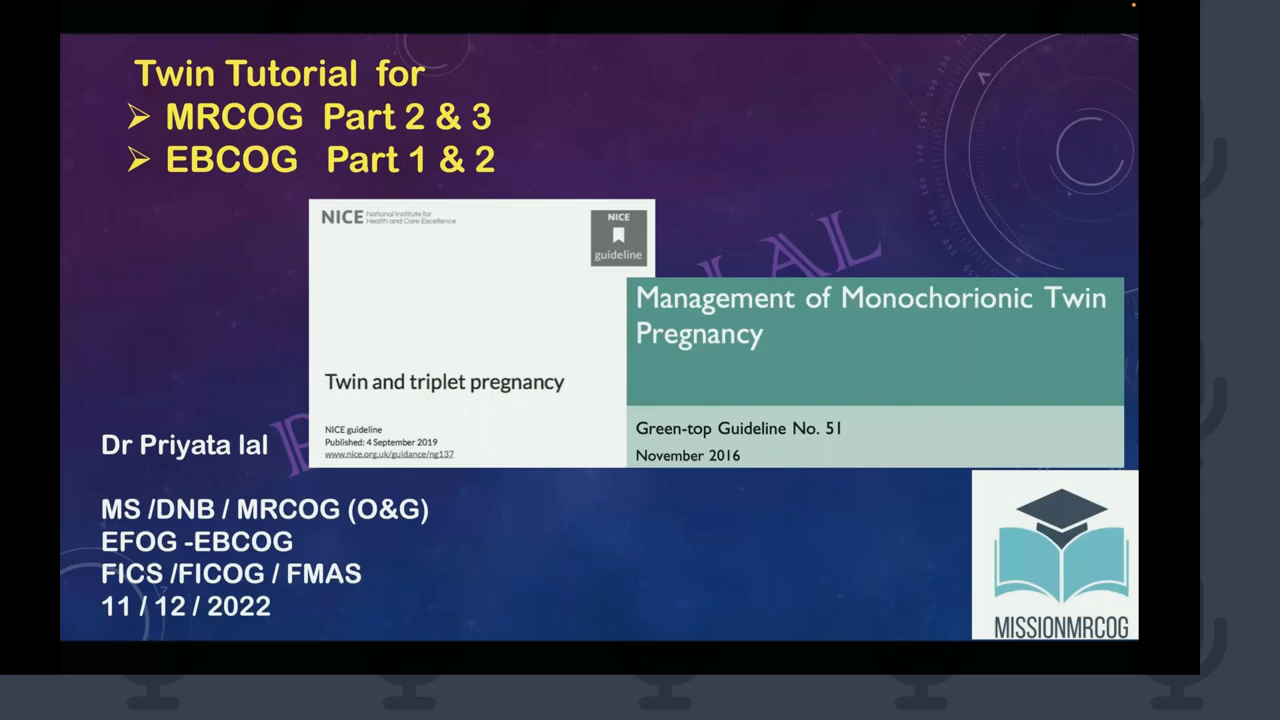 Twin Tutorial for
➢ MRCOG Part 2 & 3
➢ EBCOG Part 1 & 2
NICE National Institute for
Health and Care Excellence
NICE
guideline
Twin and triplet pregnancy
NICE guideline
Published: 4 September 2019
www.nice.org.uk/guidance/ng137
Management of Monochorionic Twin
Pregnancy
Green-top Guideline No. 51
November 2016
Dr Priyata lal
MS /DNB / MRCOG (O&G)
EFOG -EBCOG
FICS /FICOG / FMAS
11 / 12 / 2022
MISSIONMRCOG